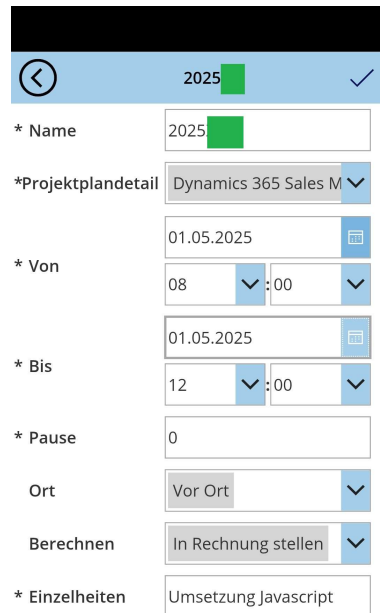 2025
* Name
2025
*Projektplandetail
Dynamics 365 Sales M
* Von
01.05.2025
08 : 00
* Bis
01.05.2025
12 : 00
* Pause
0
Ort
Vor Ort
Berechnen
In Rechnung stellen
* Einzelheiten
Umsetzung Javascript